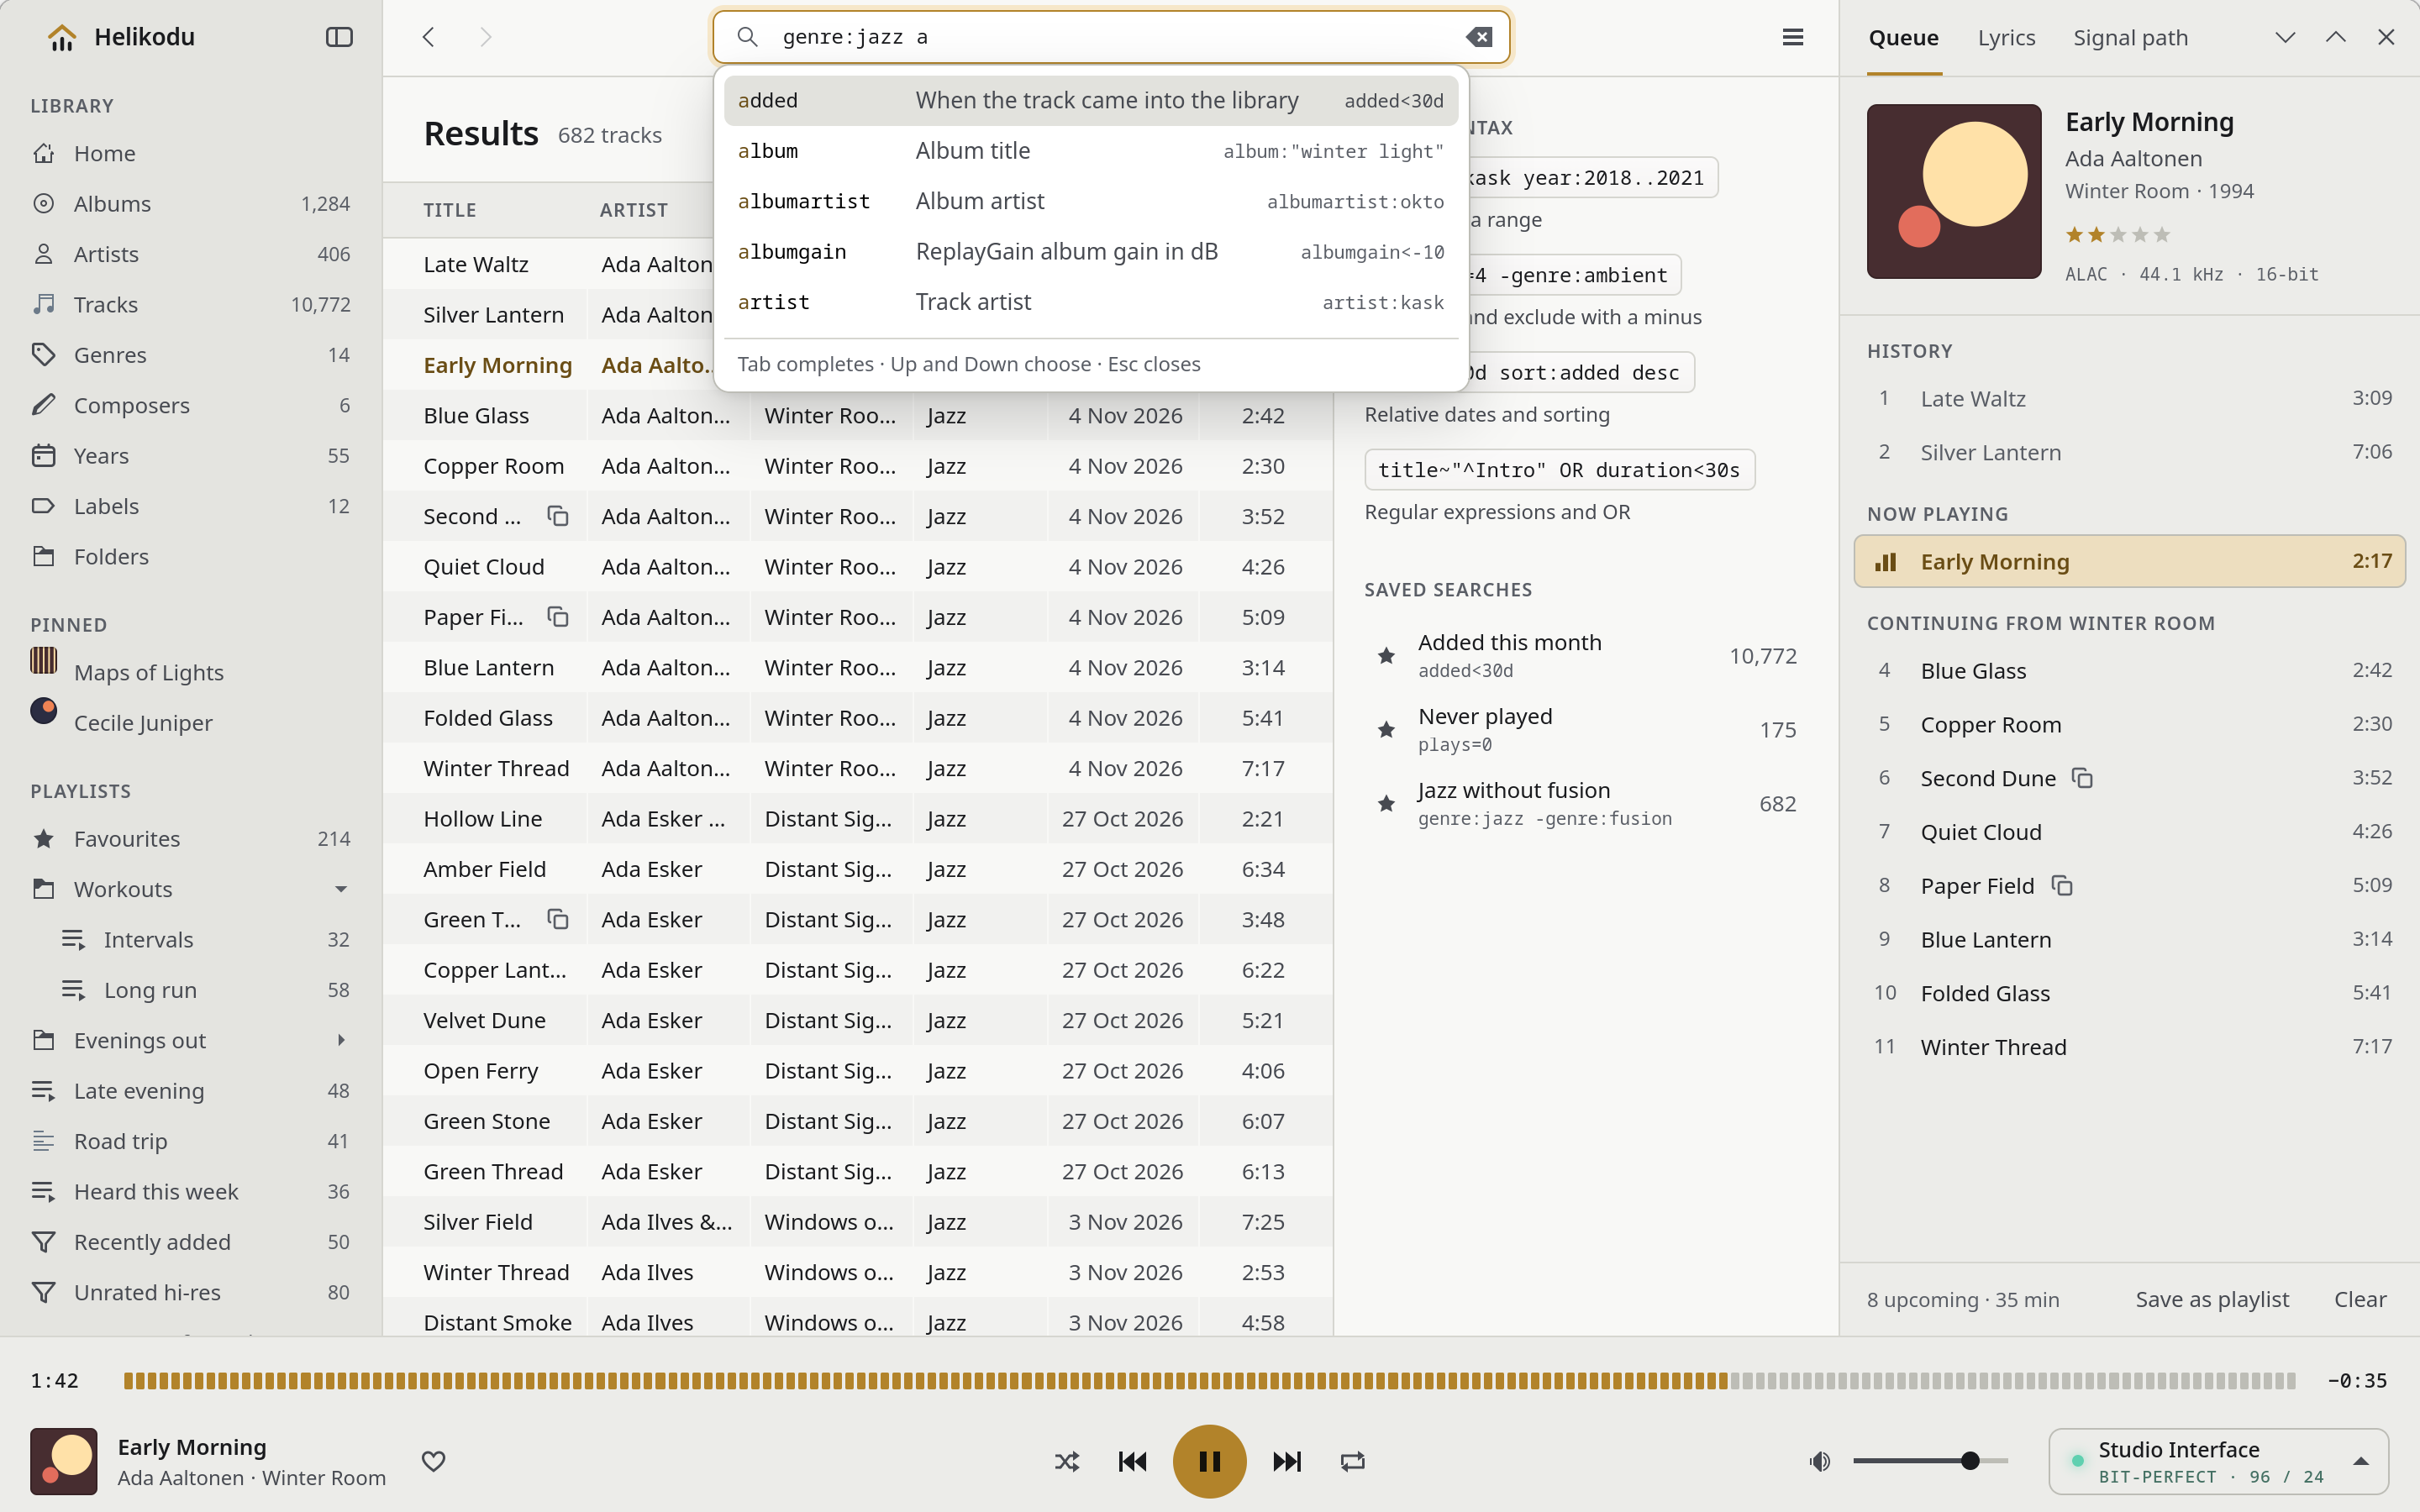 Helikodu
LIBRARY
Home
Albums 1,284
Artists 406
Tracks 10,772
Genres 14
Composers 6
Years 55
Labels 12
Folders
PINNED
Maps of Lights
Cecile Juniper
PLAYLISTS
Favourites 214
Workouts
Intervals 32
Long run 58
Evenings out
Late evening 48
Road trip 41
Heard this week 36
Recently added 50
Unrated hi-res 80
genre:jazz a
added When the track came into the library added<30d
album Album title album:"winter light"
albumartist Album artist albumartist:okto
albumgain ReplayGain album gain in dB albumgain<-10
artist Track artist artist:kask
Tab completes · Up and Down choose · Esc closes
Results 682 tracks
TITLE ARTIST
Late Waltz Ada Aalton
Silver Lantern Ada Aalton
Early Morning Ada Aalto...
Blue Glass Ada Aalton... Winter Roo... Jazz 4 Nov 2026 2:42
Copper Room Ada Aalton... Winter Roo... Jazz 4 Nov 2026 2:30
Second ... Ada Aalton... Winter Roo... Jazz 4 Nov 2026 3:52
Quiet Cloud Ada Aalton... Winter Roo... Jazz 4 Nov 2026 4:26
Paper Fi... Ada Aalton... Winter Roo... Jazz 4 Nov 2026 5:09
Blue Lantern Ada Aalton... Winter Roo... Jazz 4 Nov 2026 3:14
Folded Glass Ada Aalton... Winter Roo... Jazz 4 Nov 2026 5:41
Winter Thread Ada Aalton... Winter Roo... Jazz 4 Nov 2026 7:17
Hollow Line Ada Esker ... Distant Sig... Jazz 27 Oct 2026 2:21
Amber Field Ada Esker Distant Sig... Jazz 27 Oct 2026 6:34
Green T... Ada Esker Distant Sig... Jazz 27 Oct 2026 3:48
Copper Lant... Ada Esker Distant Sig... Jazz 27 Oct 2026 6:22
Velvet Dune Ada Esker Distant Sig... Jazz 27 Oct 2026 5:21
Open Ferry Ada Esker Distant Sig... Jazz 27 Oct 2026 4:06
Green Stone Ada Esker Distant Sig... Jazz 27 Oct 2026 6:07
Green Thread Ada Esker Distant Sig... Jazz 27 Oct 2026 6:13
Silver Field Ada Ilves &... Windows o... Jazz 3 Nov 2026 7:25
Winter Thread Ada Ilves Windows o... Jazz 3 Nov 2026 2:53
Distant Smoke Ada Ilves Windows o... Jazz 3 Nov 2026 4:58
NTAX
kask year:2018..2021
a range
=4 -genre:ambient
and exclude with a minus
0d sort:added desc
Relative dates and sorting
title~"^Intro" OR duration<30s
Regular expressions and OR
SAVED SEARCHES
Added this month 10,772
added<30d
Never played 175
plays=0
Jazz without fusion 682
genre:jazz -genre:fusion
Queue Lyrics Signal path
Early Morning
Ada Aaltonen
Winter Room · 1994
ALAC · 44.1 kHz · 16-bit
HISTORY
1 Late Waltz 3:09
2 Silver Lantern 7:06
NOW PLAYING
Early Morning 2:17
CONTINUING FROM WINTER ROOM
4 Blue Glass 2:42
5 Copper Room 2:30
6 Second Dune 3:52
7 Quiet Cloud 4:26
8 Paper Field 5:09
9 Blue Lantern 3:14
10 Folded Glass 5:41
11 Winter Thread 7:17
8 upcoming · 35 min Save as playlist Clear
1:42 −0:35
Early Morning
Ada Aaltonen · Winter Room
Studio Interface
BIT-PERFECT · 96 / 24